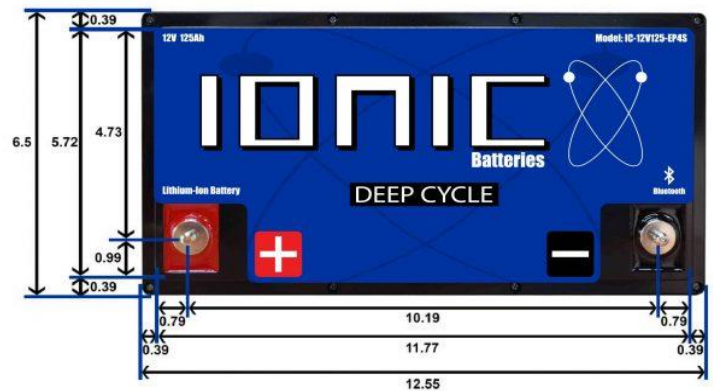 0.39
12V 125Ah
Model: IC-12V125-EP4S
IONIC
Batteries
6.5
5.72
4.73
Lithium-Ion Battery
DEEP CYCLE
Bluetooth
0.99
+
−
0.39
0.79
10.19
0.79
0.39
11.77
0.39
12.55